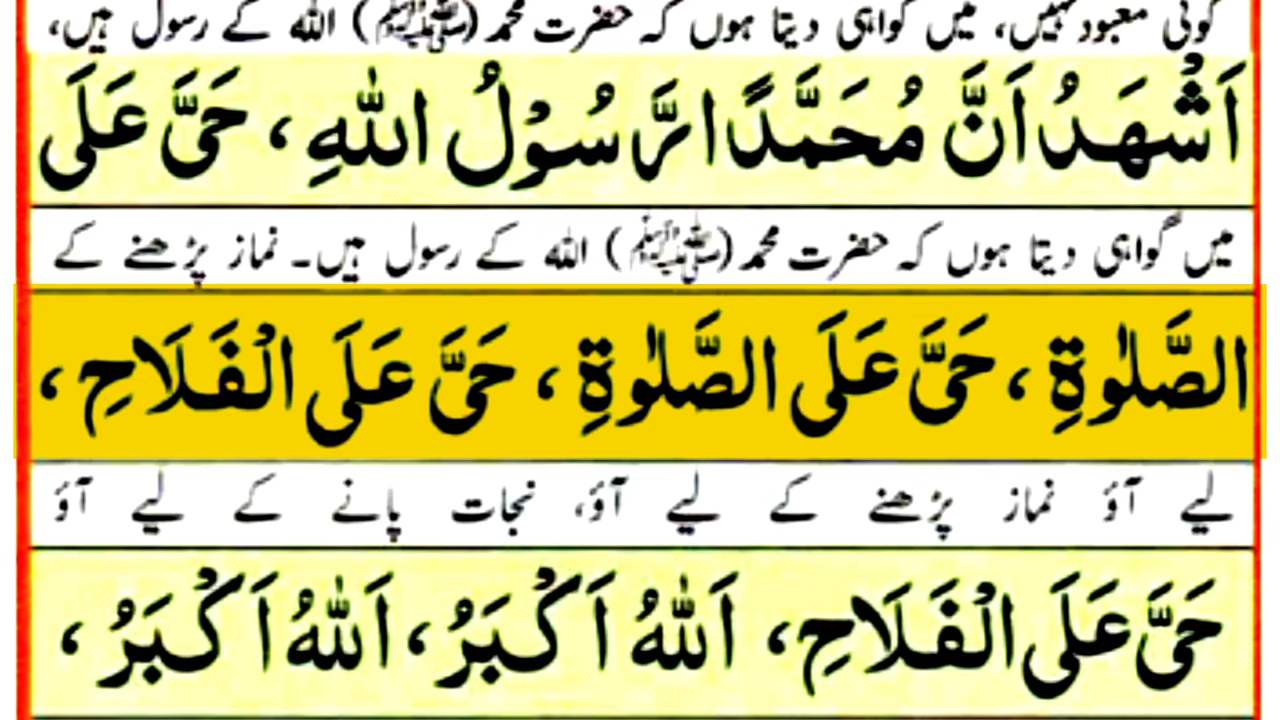 کوئی معبود نہیں، میں گواہی دیتا ہوں کہ حضرت محمد (ﷺ) اللہ کے رسول ہیں،
اَشْهَدُ اَنَّ مُحَمَّدًا رَّسُوْلُ اللّٰهِ ، حَیَّ عَلَی
میں گواہی دیتا ہوں کہ حضرت محمد (ﷺ) اللہ کے رسول ہیں۔ نماز پڑھنے کے
الصَّلٰوةِ ، حَیَّ عَلَی الصَّلٰوةِ ، حَیَّ عَلَی الْفَلَاحِ ،
لیے آؤ نماز پڑھنے کے لیے آؤ، نجات پانے کے لیے آؤ
حَیَّ عَلَی الْفَلَاحِ، اَللّٰهُ اَکْبَرُ، اَللّٰهُ اَکْبَرُ ،